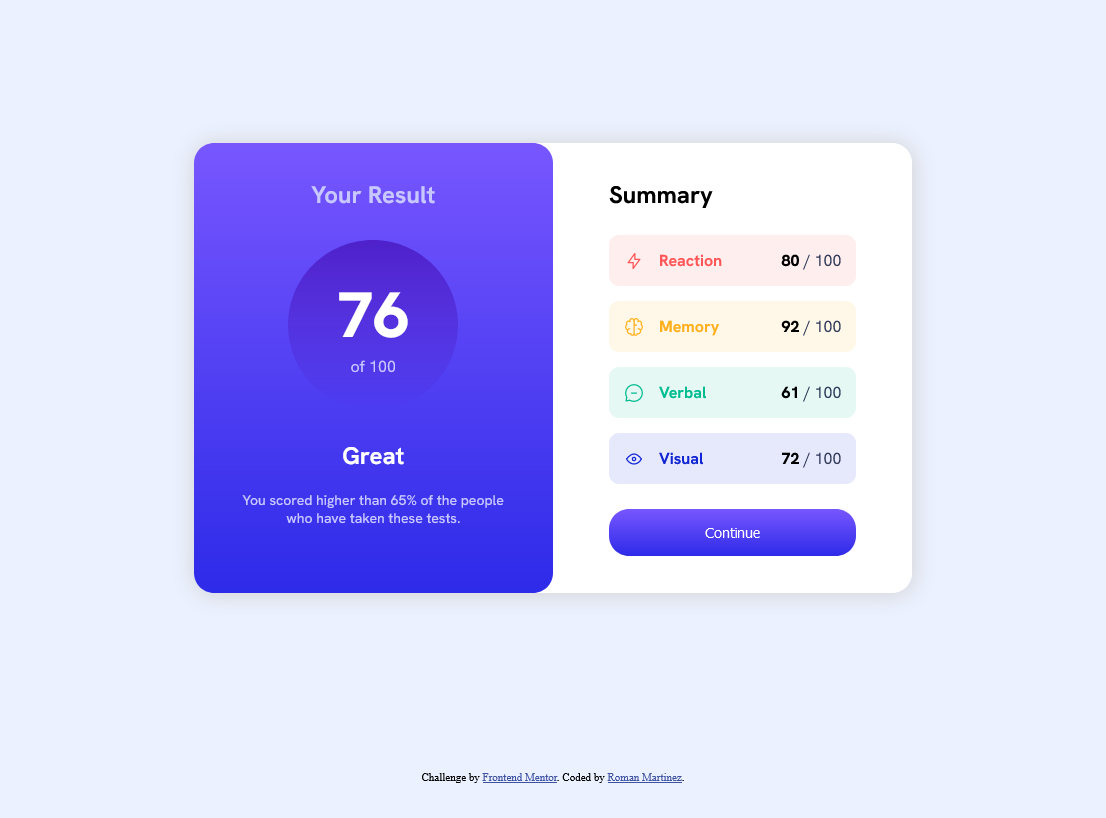 Your Result
76
of 100
Great
You scored higher than 65% of the people
who have taken these tests.
Summary
Reaction 80 / 100
Memory 92 / 100
Verbal 61 / 100
Visual 72 / 100
Continue
Challenge by Frontend Mentor. Coded by Roman Martinez.